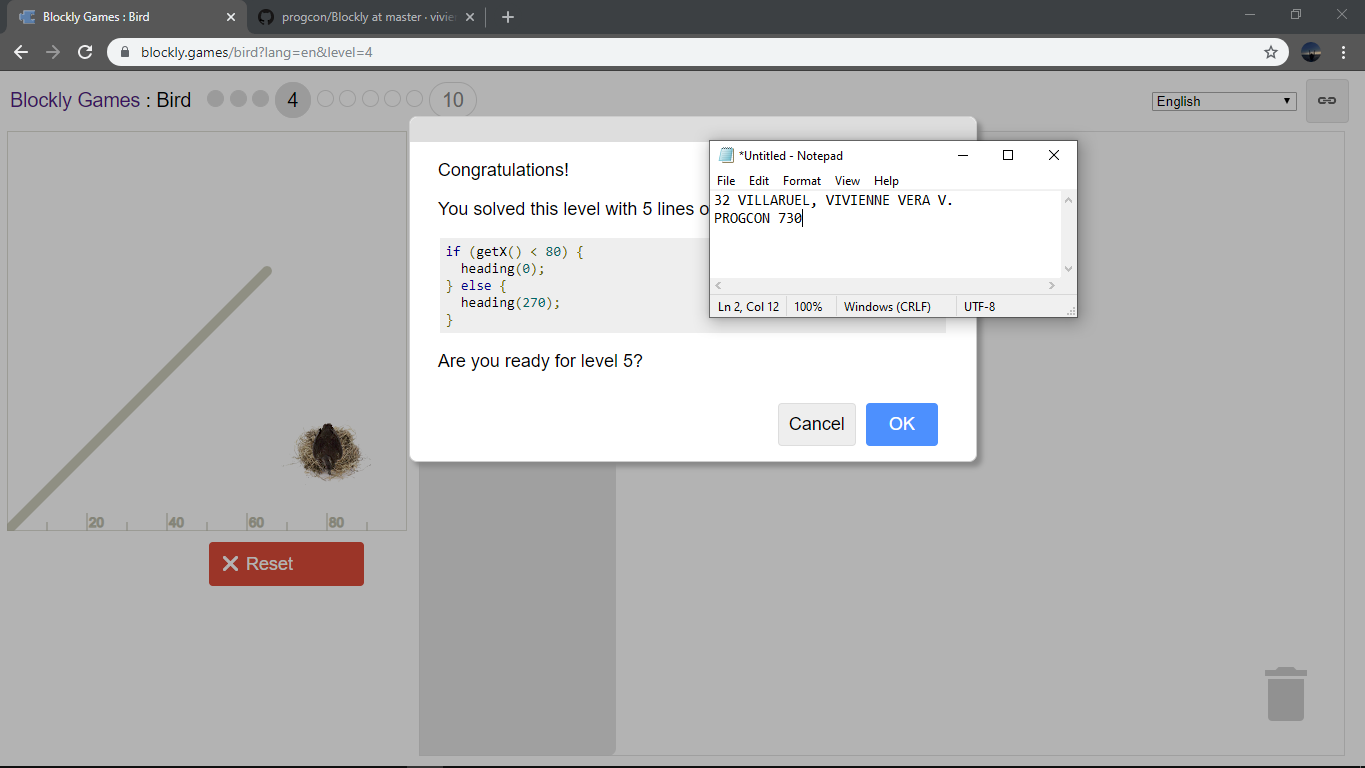 Blockly Games : Bird
progcon/Blockly at master · vivie
blockly.games/bird?lang=en&level=4
Blockly Games : Bird 4 10
English
Congratulations!
You solved this level with 5 lines o
if (getX() < 80) {
heading(0);
} else {
heading(270);
}
Are you ready for level 5?
Cancel OK
*Untitled - Notepad
File Edit Format View Help
32 VILLARUEL, VIVIENNE VERA V.
PROGCON 730
Ln 2, Col 12 100% Windows (CRLF) UTF-8
20 40 60 80
Reset